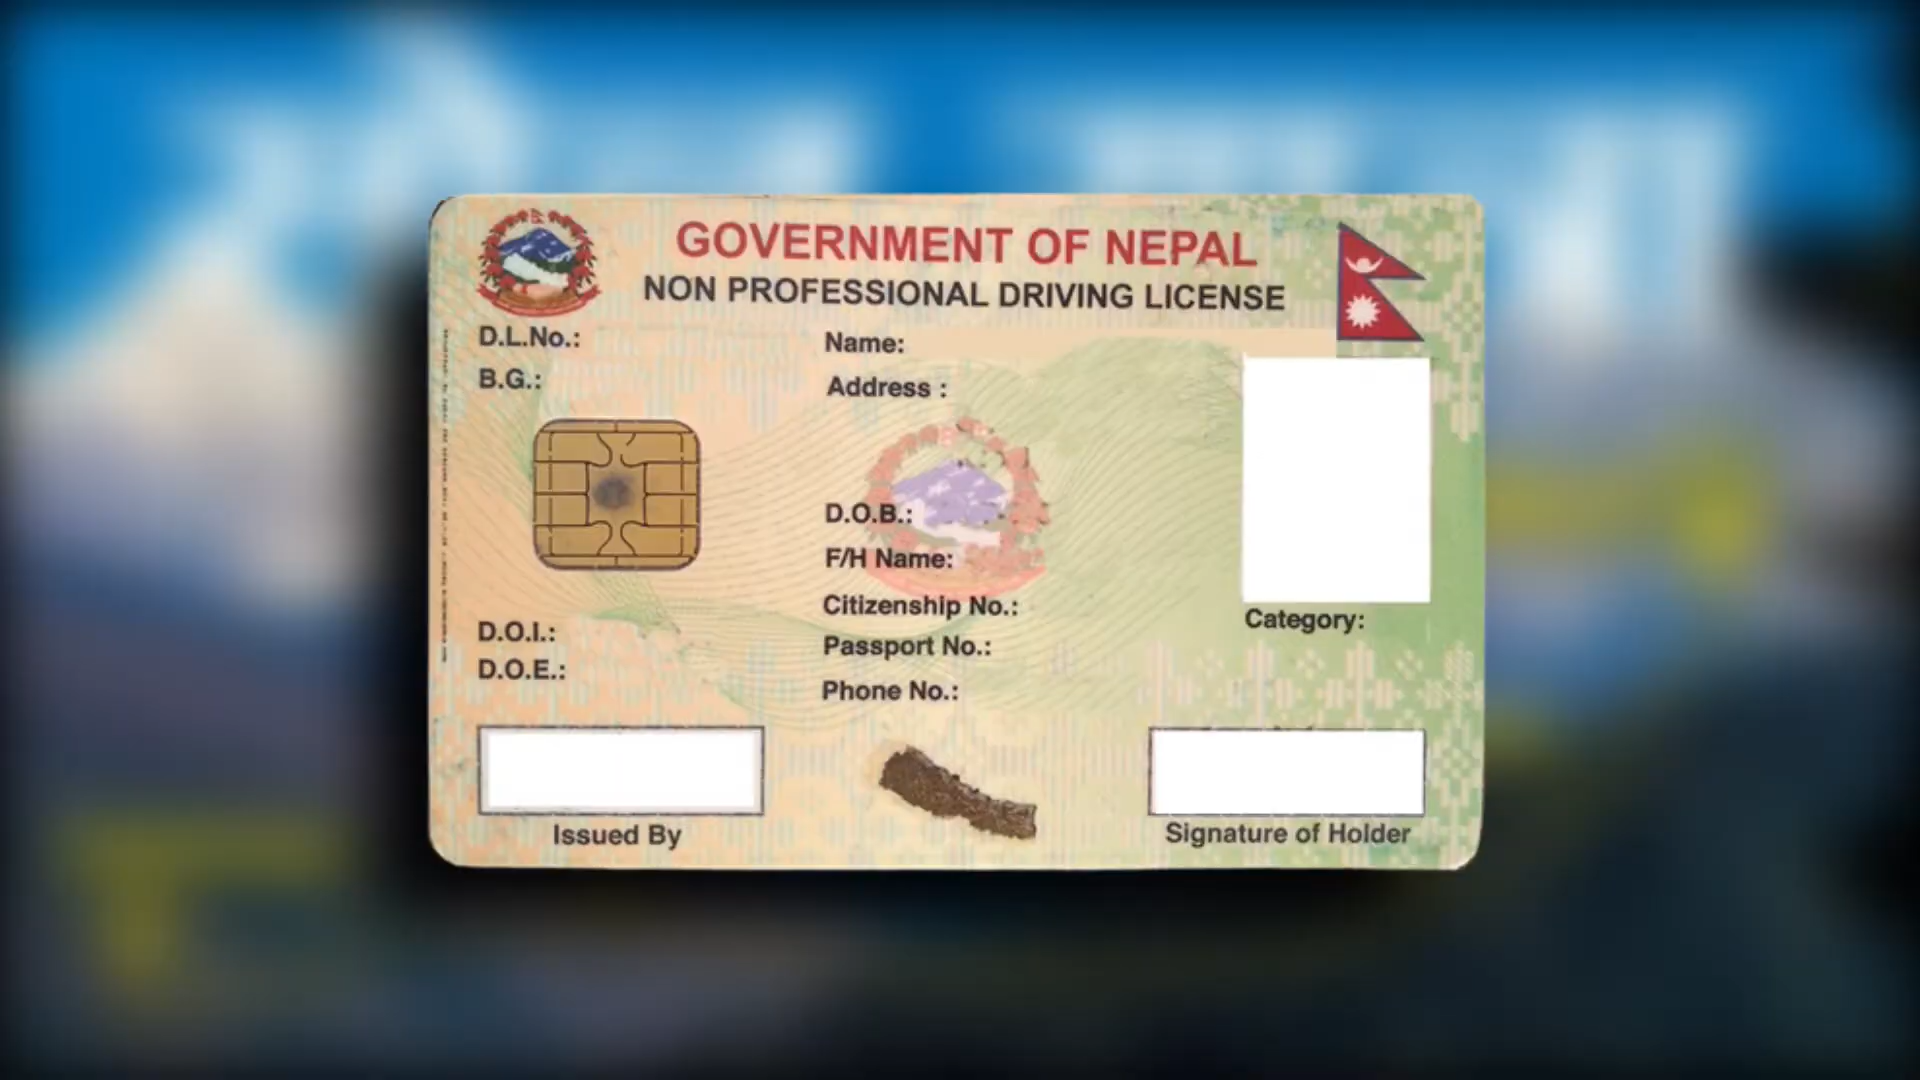 GOVERNMENT OF NEPAL
NON PROFESSIONAL DRIVING LICENSE
D.L.No.:
B.G.:
Name:
Address :
D.O.B.:
F/H Name:
Citizenship No.:
Passport No.:
Phone No.:
D.O.I.:
D.O.E.:
Category:
Issued By
Signature of Holder